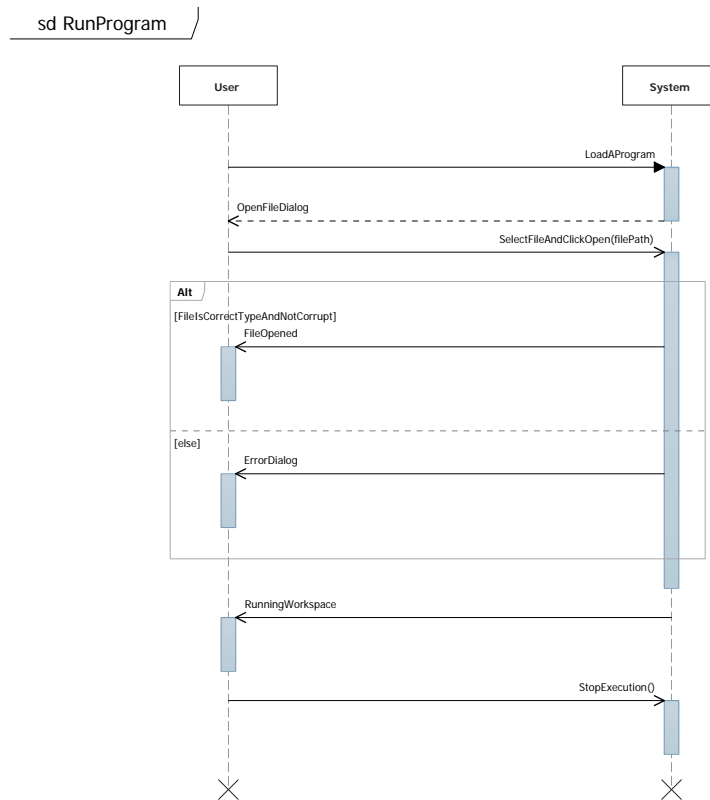 sd RunProgram
User
System
LoadAProgram
OpenFileDialog
SelectFileAndClickOpen(filePath)
Alt
[FileIsCorrectTypeAndNotCorrupt]
FileOpened
[else]
ErrorDialog
RunningWorkspace
StopExecution()